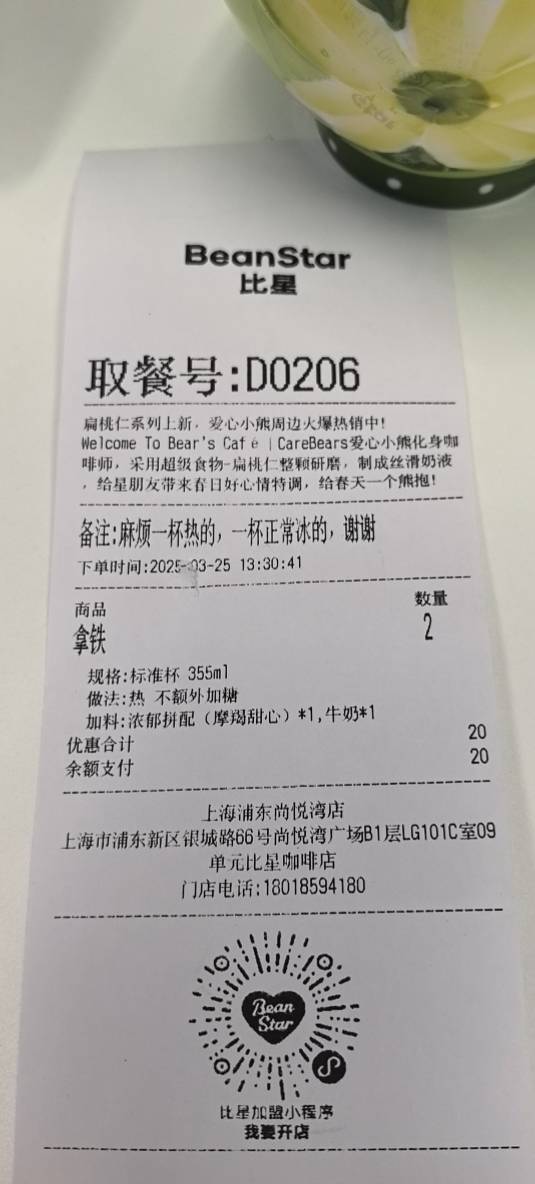 BeanStar
比星
取餐号:D0206
扁桃仁系列上新，爱心小熊周边火爆热销中!
Welcome To Bear's Café | CareBears爱心小熊化身咖
啡师，采用超级食物-扁桃仁整颗研磨，制成丝滑奶液
，给星朋友带来春日好心情特调，给春天一个熊抱!
备注:麻烦一杯热的，一杯正常冰的，谢谢
下单时间:2025-03-25 13:30:41
商品 数量
拿铁 2
规格:标准杯 355ml
做法:热 不额外加糖
加料:浓郁拼配（摩羯甜心）*1,牛奶*1
优惠合计 20
余额支付 20
上海浦东尚悦湾店
上海市浦东新区银城路66号尚悦湾广场B1层LG101C室09
单元比星咖啡店
门店电话:18018594180
Bean
Star
比星加盟小程序
我要开店